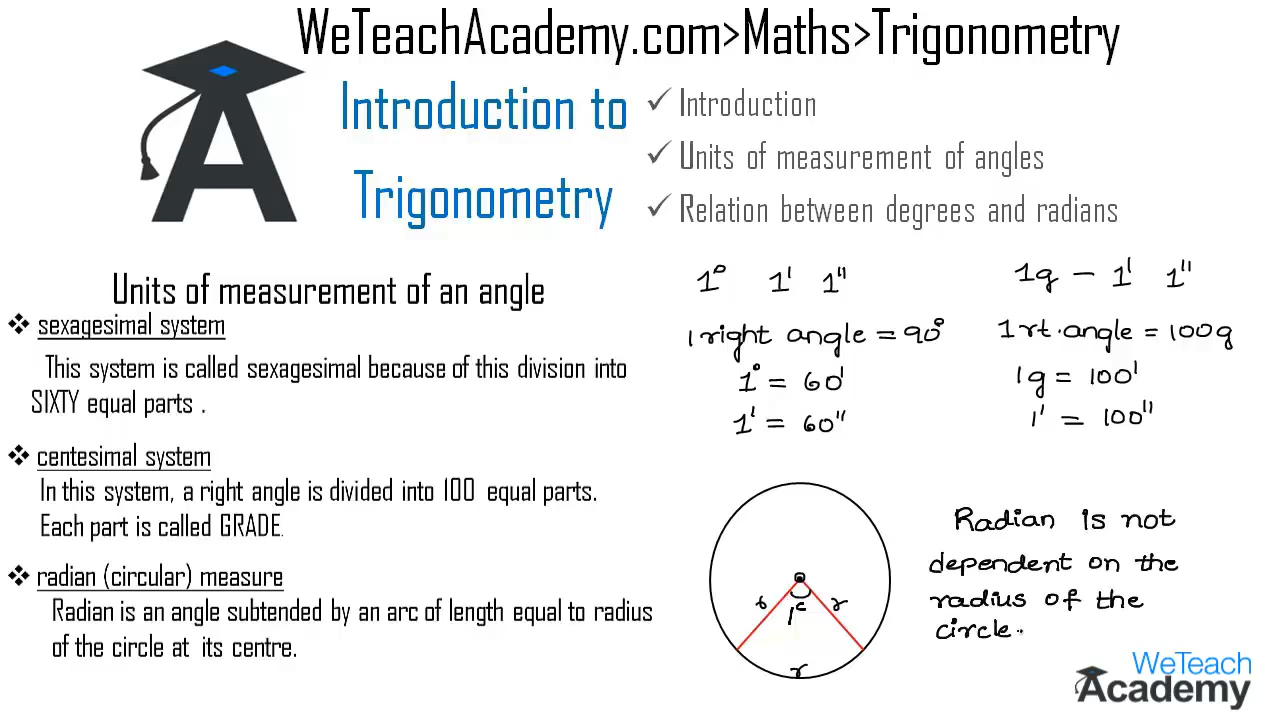 WeTeachAcademy.com>Maths>Trigonometry
Introduction to
Trigonometry
✓ Introduction
✓ Units of measurement of angles
✓ Relation between degrees and radians
Units of measurement of an angle
❖ sexagesimal system
This system is called sexagesimal because of this division into
SIXTY equal parts .
❖ centesimal system
In this system, a right angle is divided into 100 equal parts.
Each part is called GRADE.
❖ radian (circular) measure
Radian is an angle subtended by an arc of length equal to radius
of the circle at its centre.
1° 1' 1"
1 right angle = 90°
1° = 60'
1' = 60"
1g - 1' 1"
1 rt. angle = 100g
1g = 100'
1' = 100"
r 1ᶜ r
r
Radian is not
dependent on the
radius of the
circle.
WeTeach
Academy